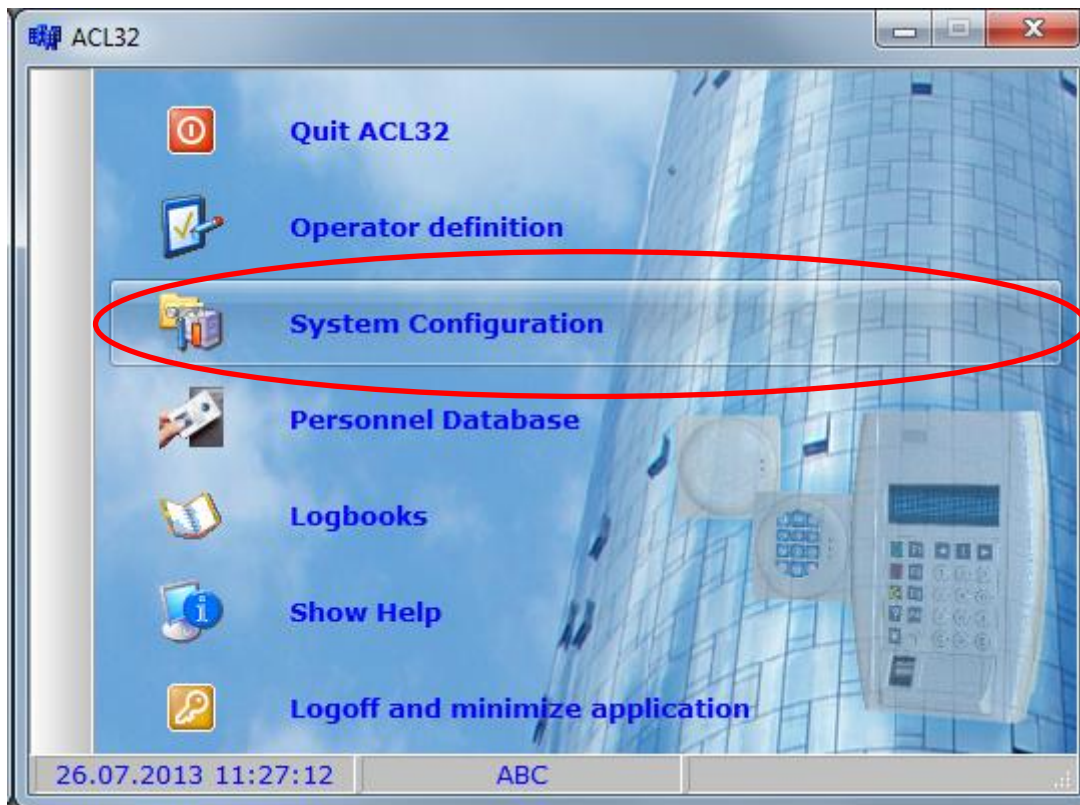 ACL32
Quit ACL32
Operator definition
System Configuration
Personnel Database
Logbooks
Show Help
Logoff and minimize application
26.07.2013 11:27:12 ABC